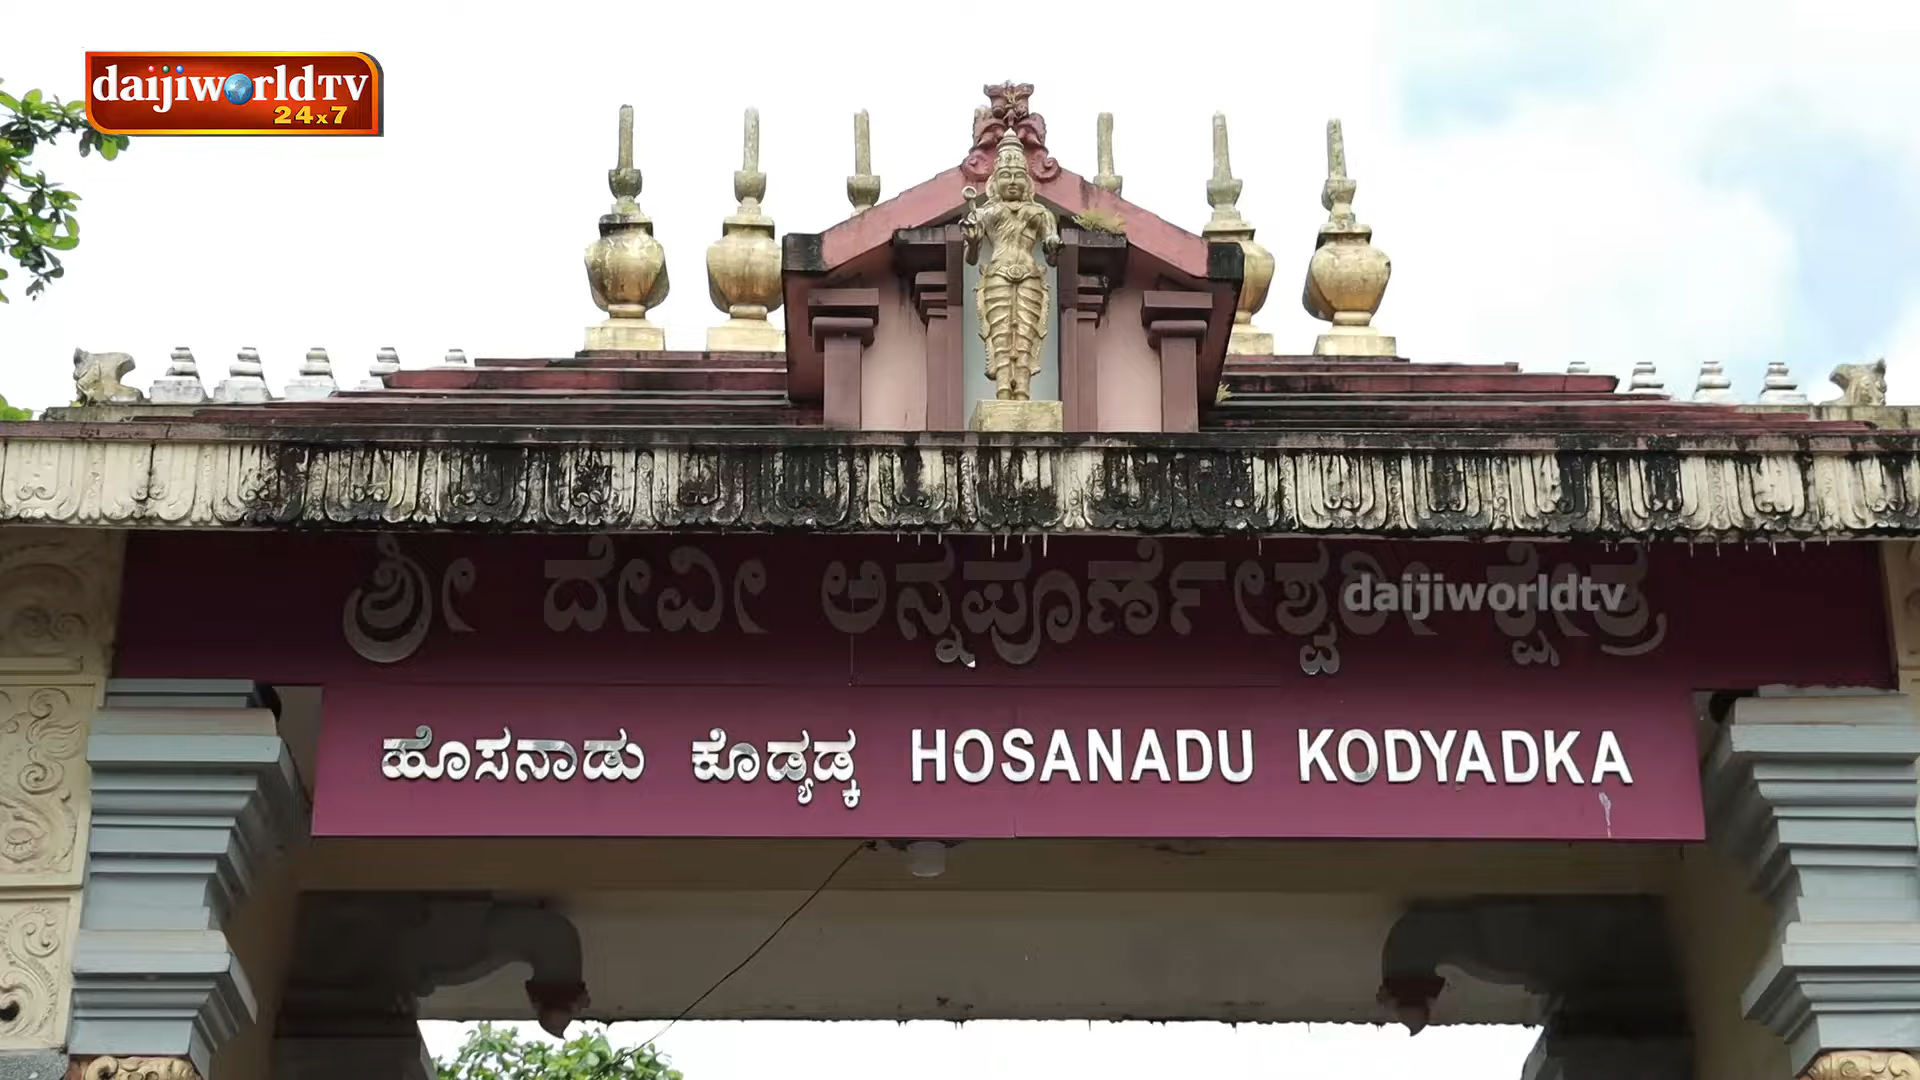 daijiworldTV
24x7
ಶ್ರೀ ದೇವೀ ಅನ್ನಪೂರ್ಣೇಶ್ವರೀ ಕ್ಷೇತ್ರ
daijiworldtv
ಹೊಸನಾಡು ಕೊಡ್ಯಡ್ಕ HOSANADU KODYADKA